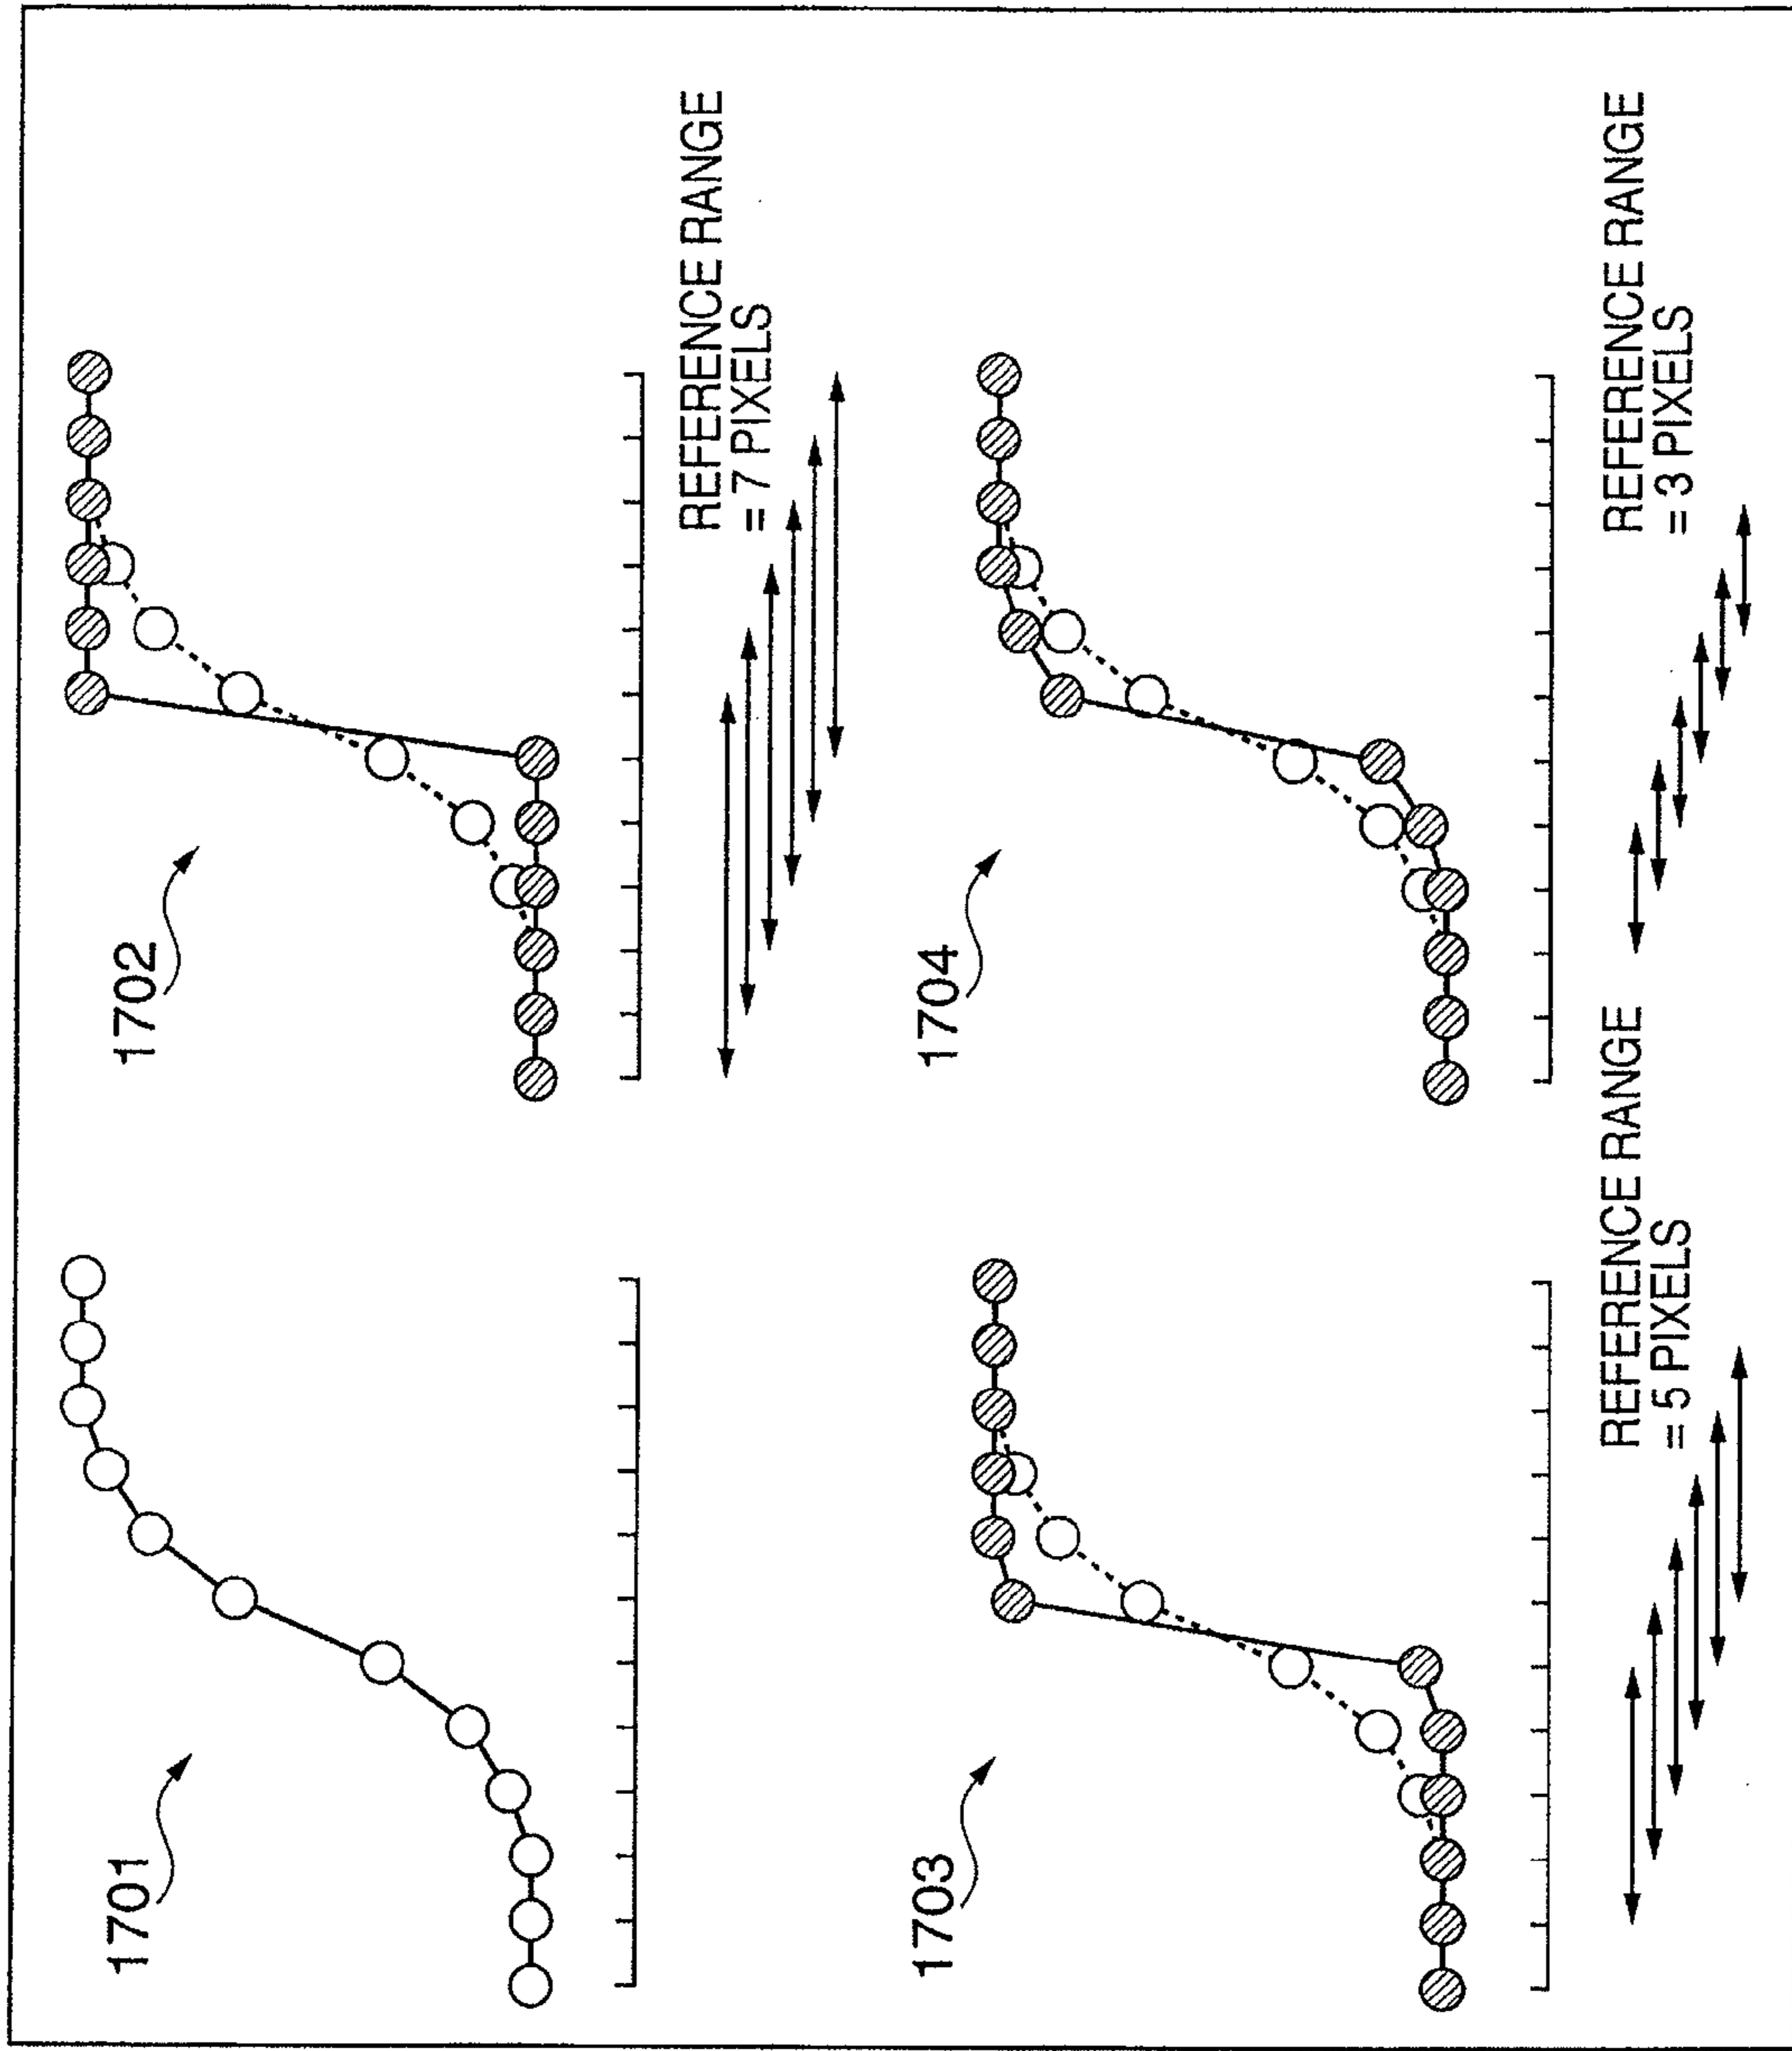 1701
1702
REFERENCE RANGE
= 7 PIXELS
1703
REFERENCE RANGE
= 5 PIXELS
1704
REFERENCE RANGE
= 3 PIXELS